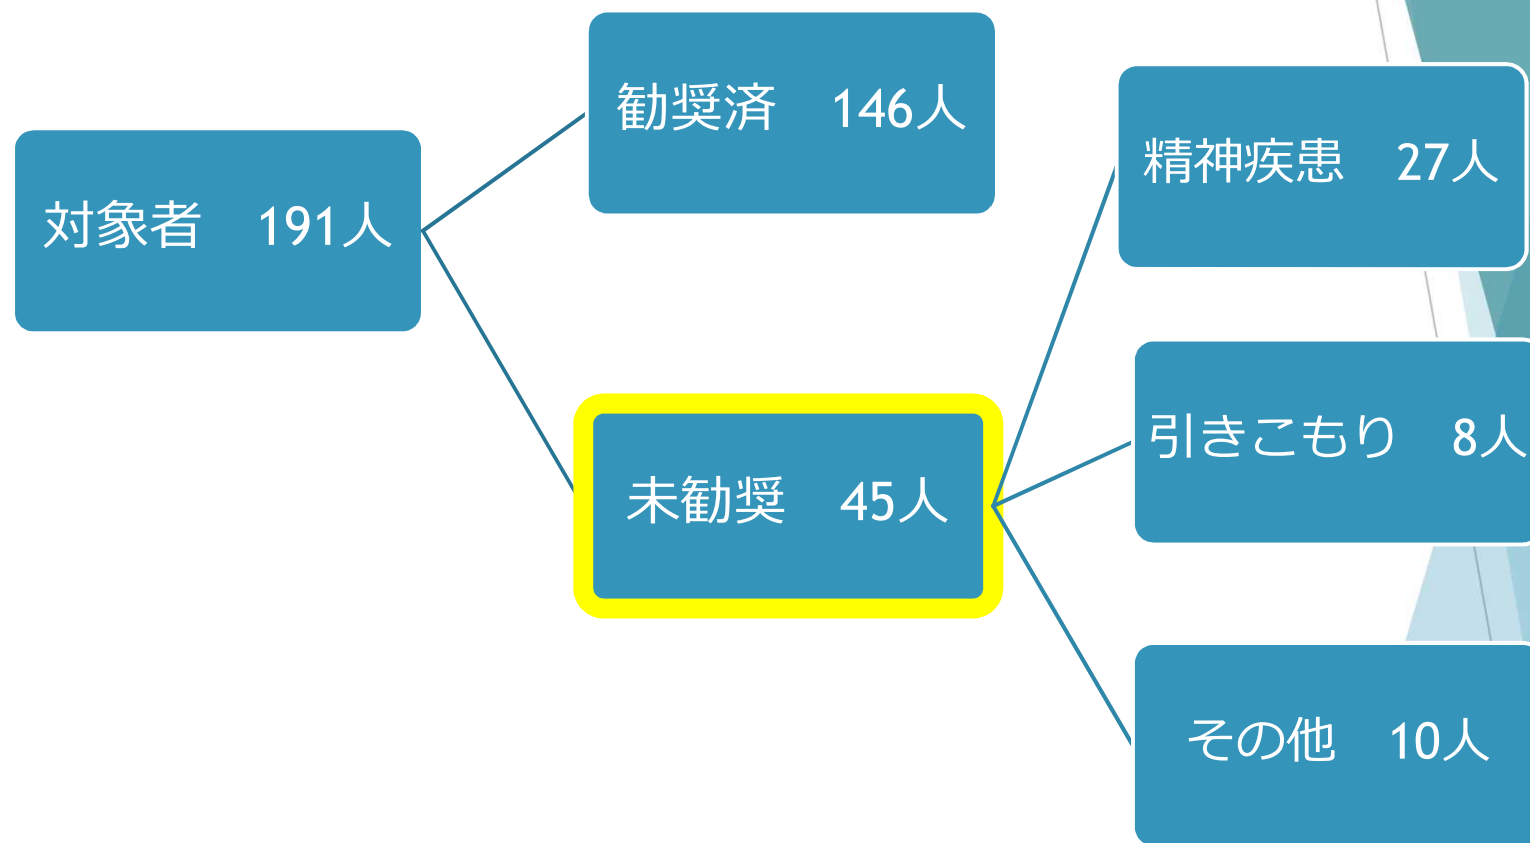 対象者　191人
勧奨済　146人
未勧奨　45人
精神疾患　27人
引きこもり　8人
その他　10人